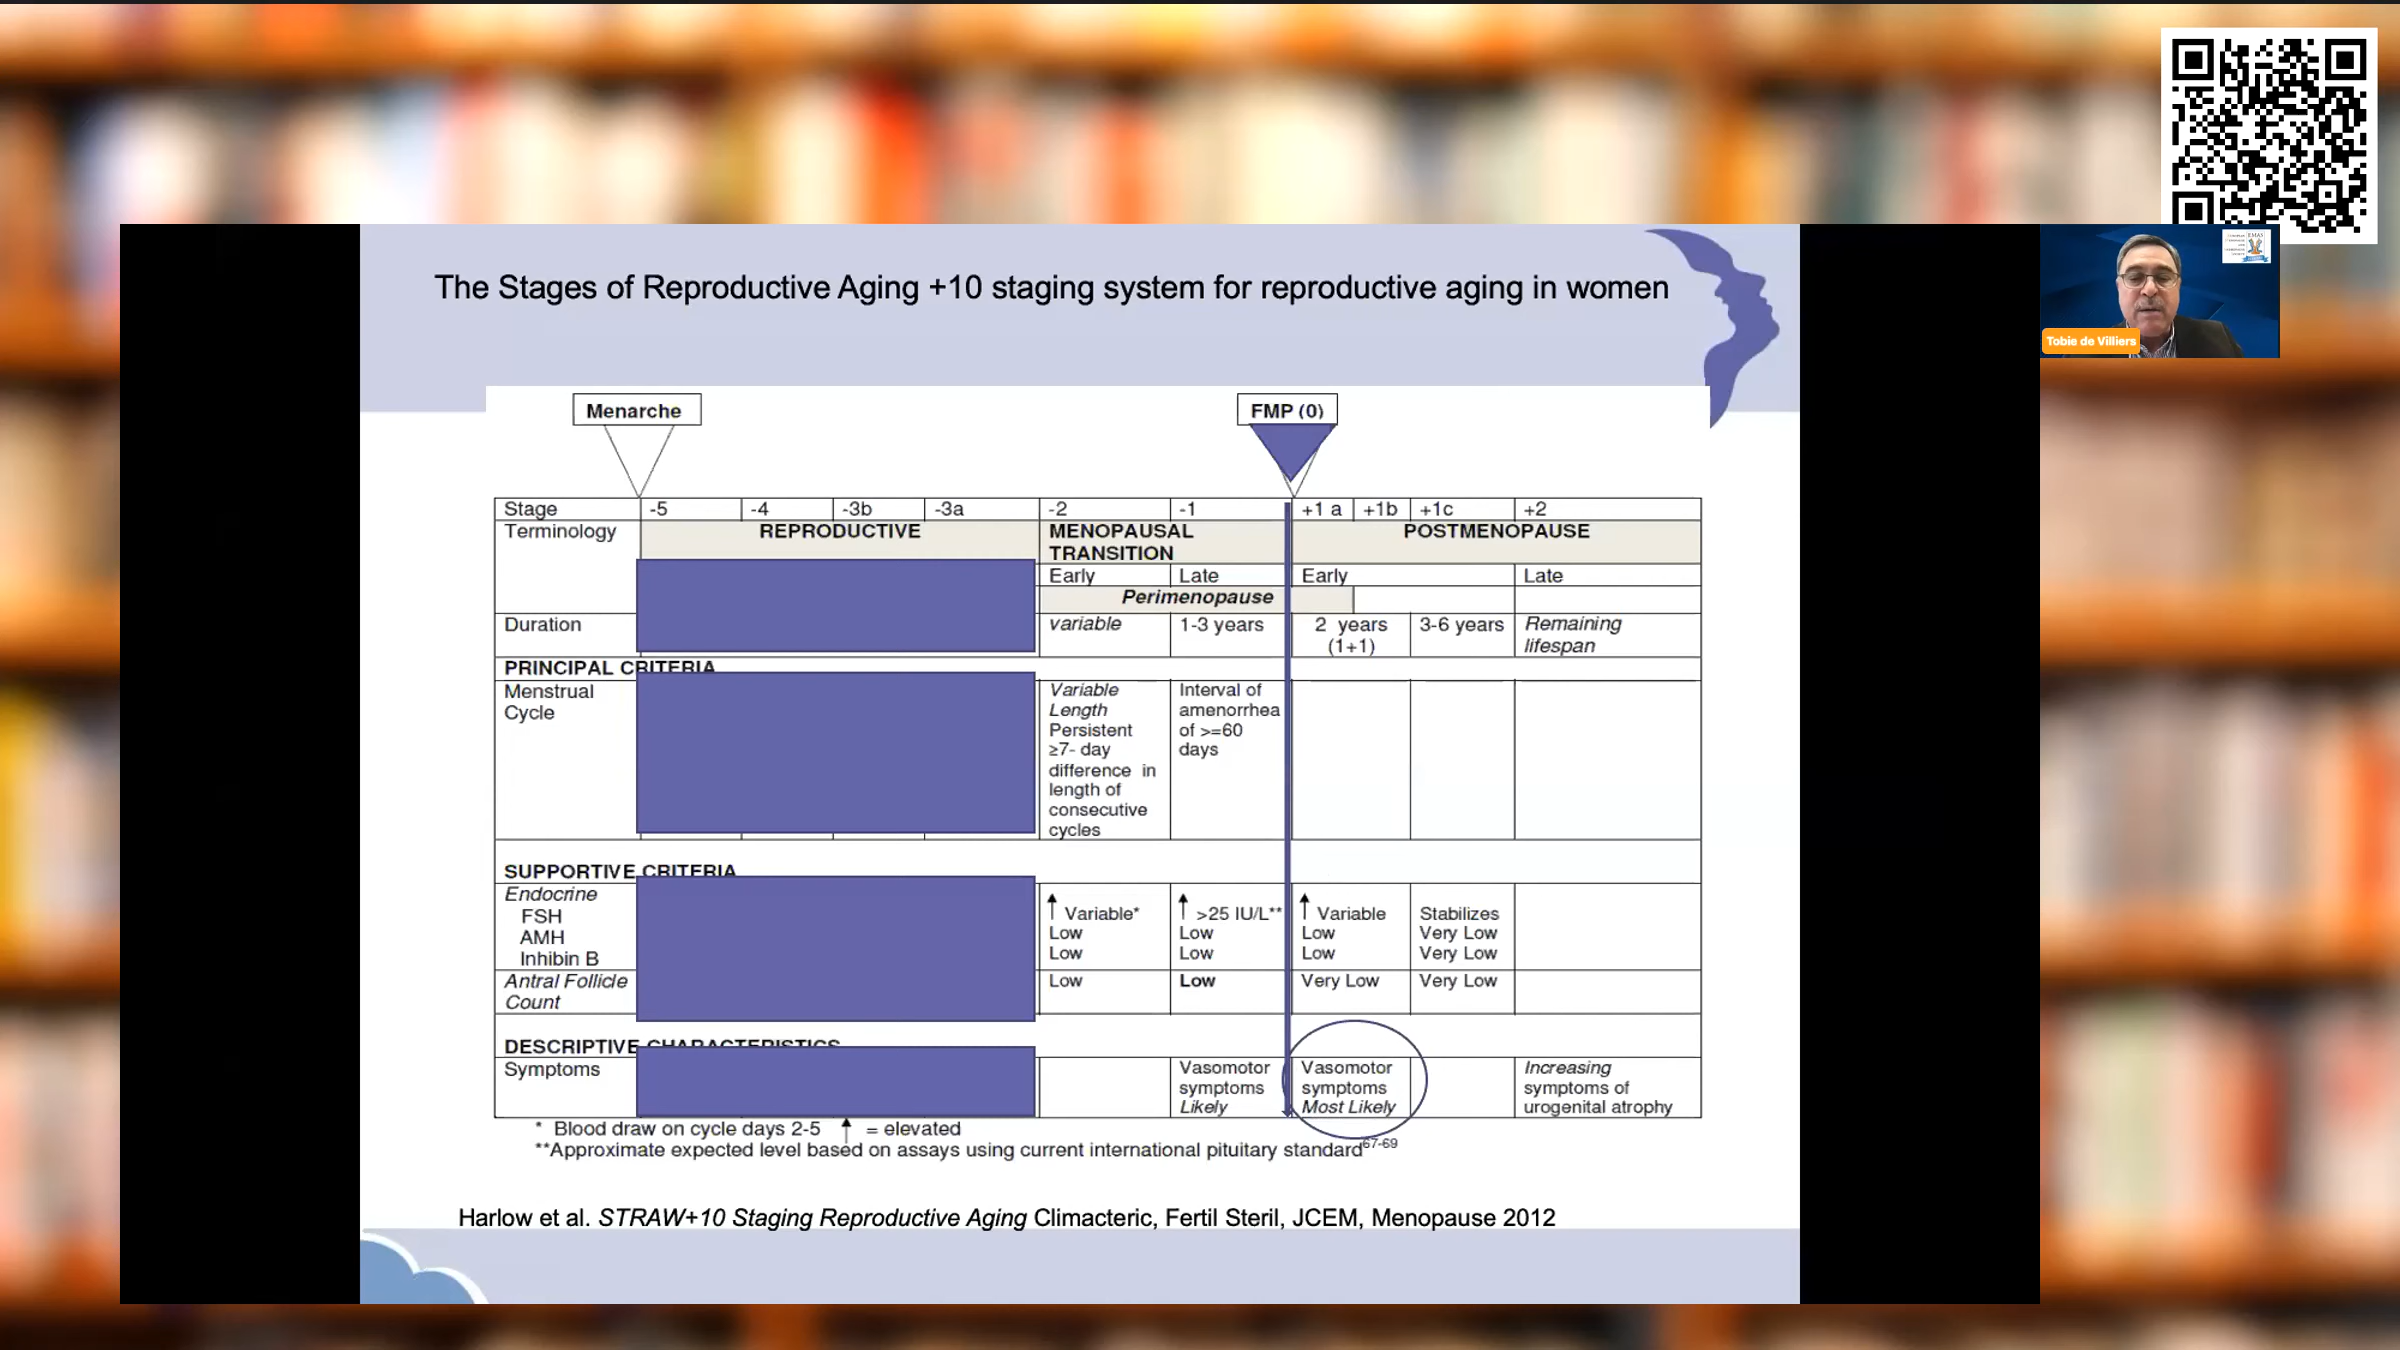 The Stages of Reproductive Aging +10 staging system for reproductive aging in women
Tobie de Villiers
EMAS
Menarche
FMP (0)
Stage -5 -4 -3b -3a -2 -1 +1 a +1b +1c +2
Terminology REPRODUCTIVE MENOPAUSAL TRANSITION POSTMENOPAUSE
Early Late Early Late
Perimenopause
Duration variable 1-3 years 2 years (1+1) 3-6 years Remaining lifespan
PRINCIPAL CRITERIA
Menstrual Cycle
Variable
Length
Persistent
≥7- day
difference in
length of
consecutive
cycles
Interval of
amenorrhea
of >=60
days
SUPPORTIVE CRITERIA
Endocrine
FSH ↑ Variable* ↑ >25 IU/L** ↑ Variable Stabilizes
AMH Low Low Low Very Low
Inhibin B Low Low Low Very Low
Antral Follicle Count Low Low Very Low Very Low
DESCRIPTIVE CHARACTERISTICS
Symptoms
Vasomotor
symptoms
Likely
Vasomotor
symptoms
Most Likely
Increasing
symptoms of
urogenital atrophy
* Blood draw on cycle days 2-5 ↑ = elevated
**Approximate expected level based on assays using current international pituitary standard67-69
Harlow et al. STRAW+10 Staging Reproductive Aging Climacteric, Fertil Steril, JCEM, Menopause 2012